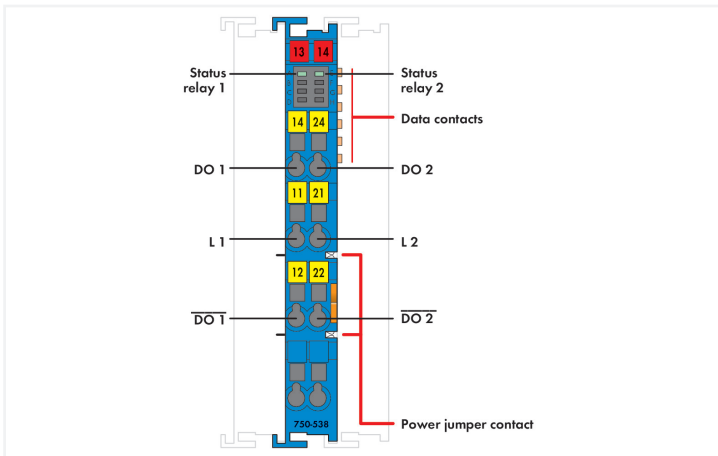 13 14
Status
relay 1
Status
relay 2
Data contacts
14 24
DO 1
DO 2
11 21
L 1
L 2
12 22
DO 1
DO 2
750-538
Power jumper contact